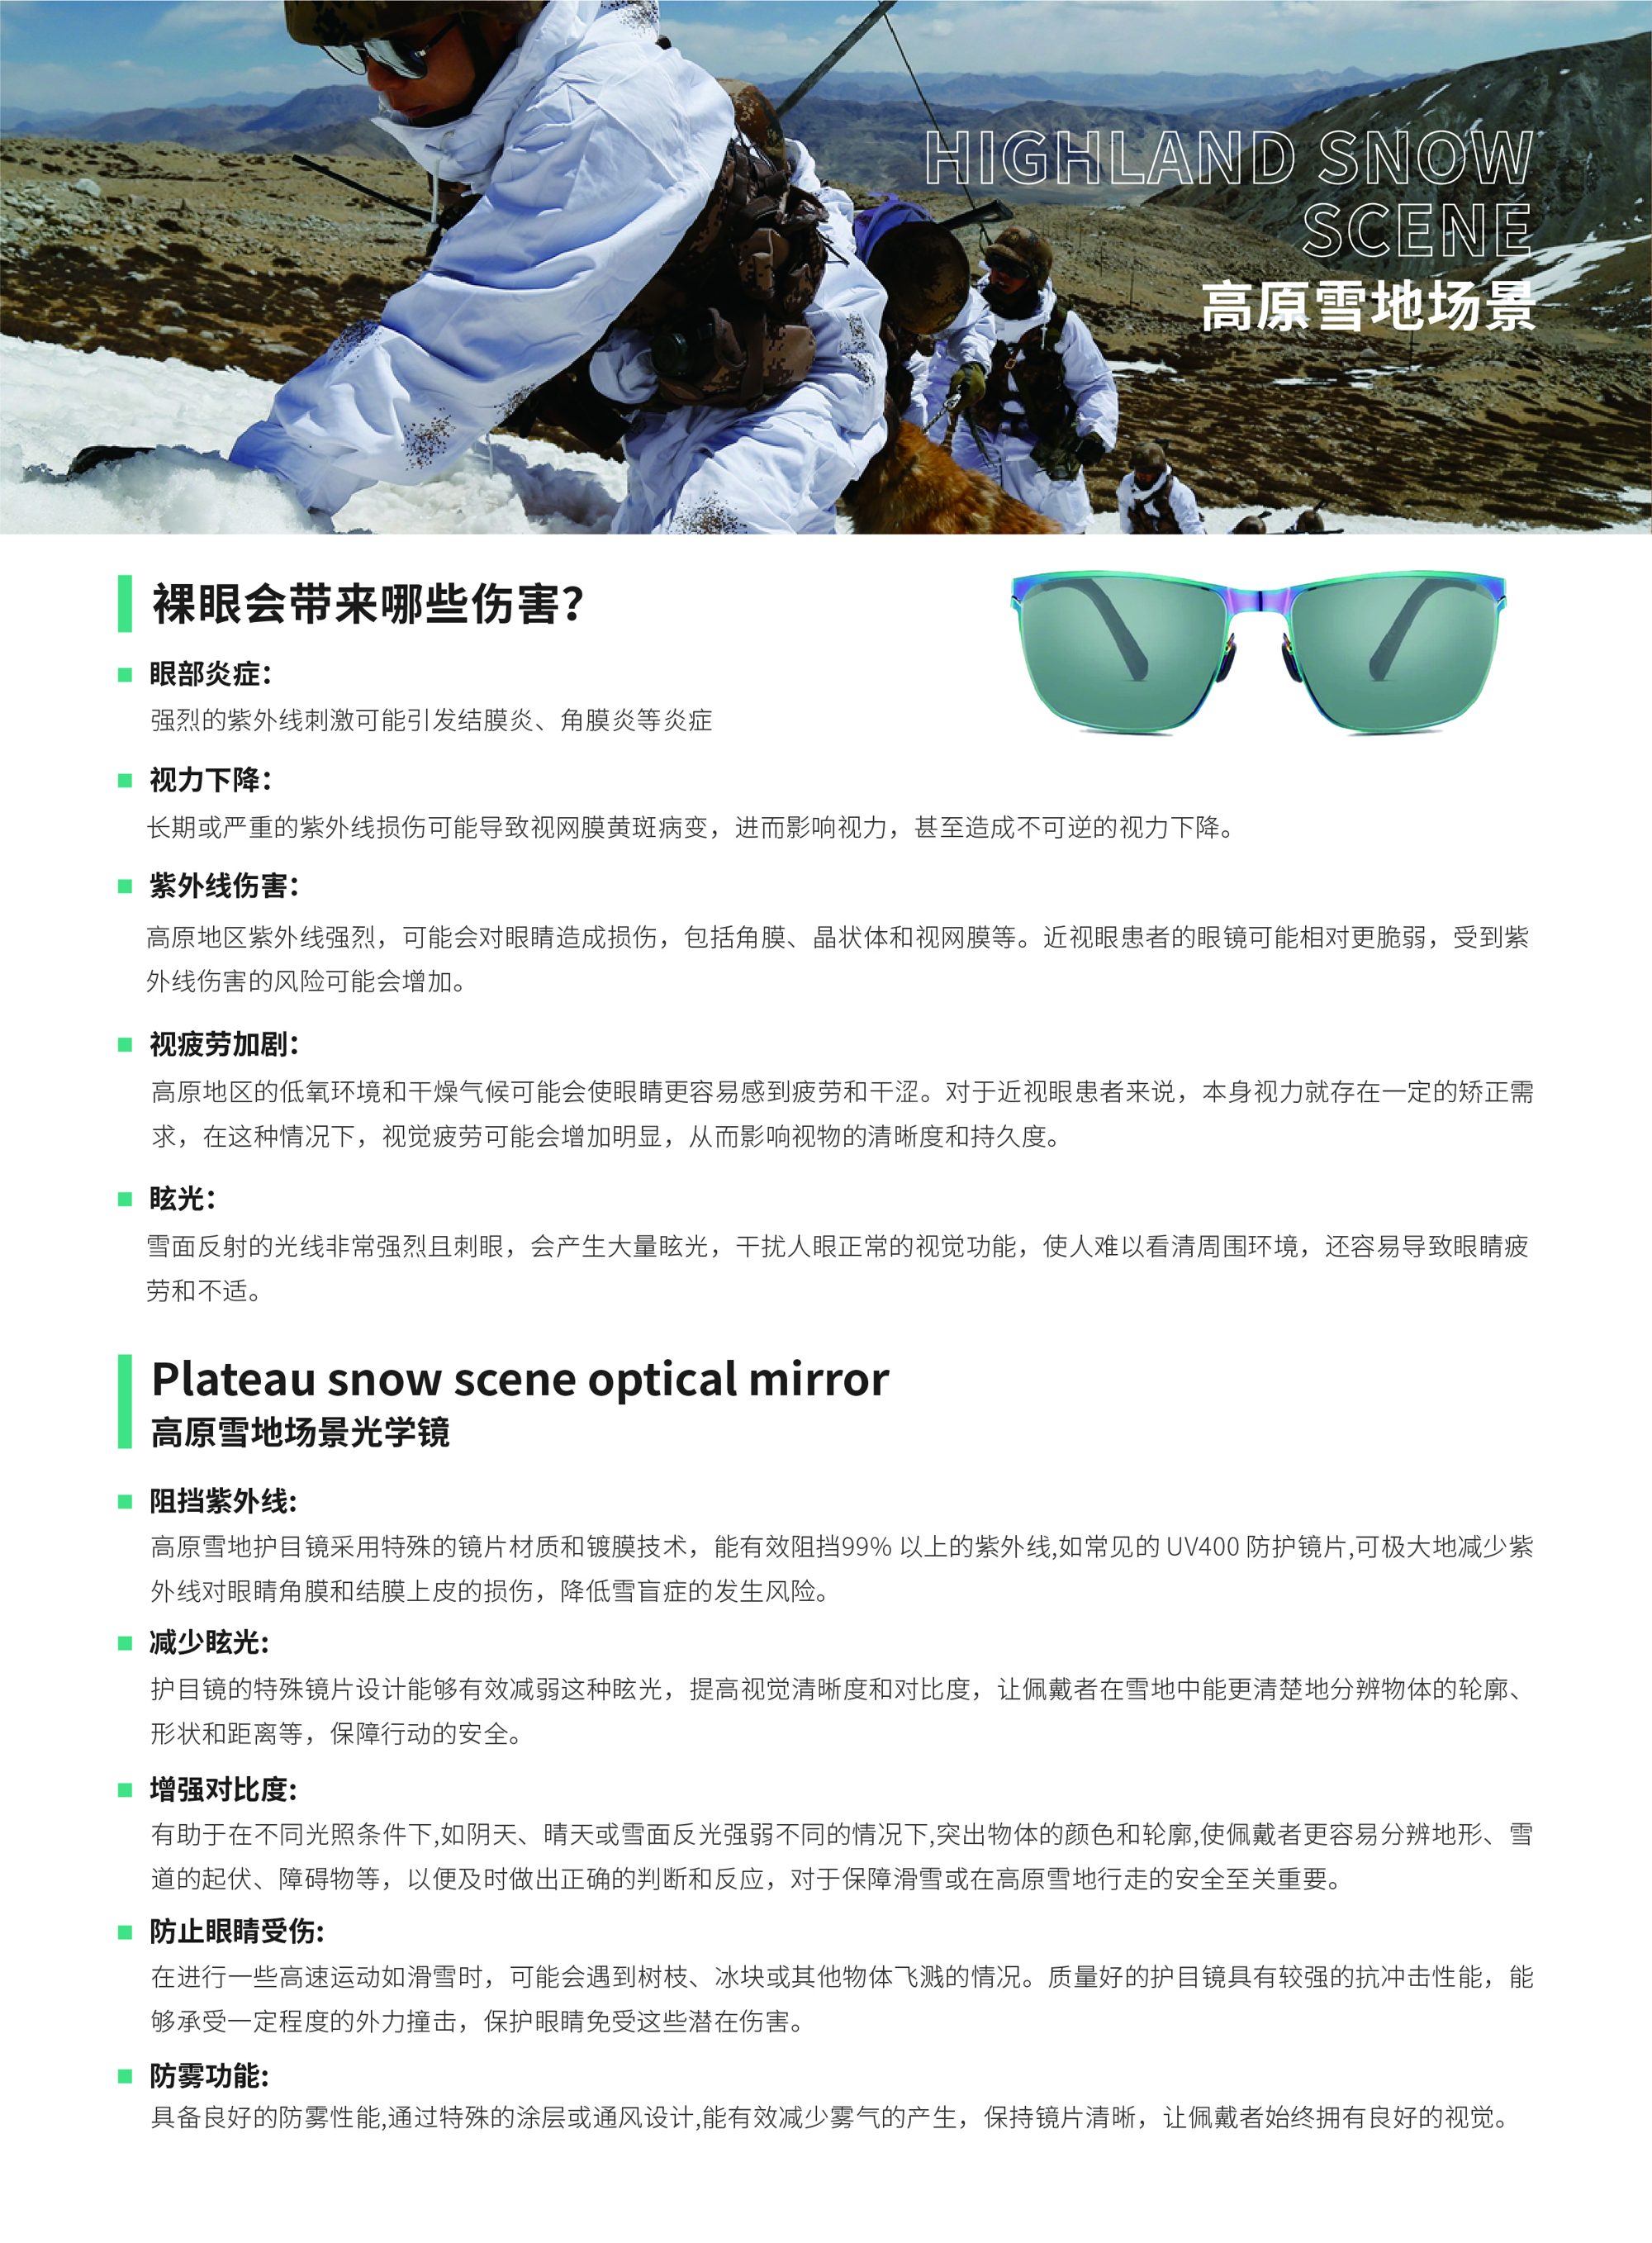 HIGHLAND SNOW
SCENE
高原雪地场景
裸眼会带来哪些伤害?
眼部炎症：
强烈的紫外线刺激可能引发结膜炎、角膜炎等炎症
视力下降：
长期或严重的紫外线损伤可能导致视网膜黄斑病变，进而影响视力，甚至造成不可逆的视力下降。
紫外线伤害：
高原地区紫外线强烈，可能会对眼睛造成损伤，包括角膜、晶状体和视网膜等。近视眼患者的眼镜可能相对更脆弱，受到紫
外线伤害的风险可能会增加。
视疲劳加剧：
高原地区的低氧环境和干燥气候可能会使眼睛更容易感到疲劳和干涩。对于近视眼患者来说，本身视力就存在一定的矫正需
求，在这种情况下，视觉疲劳可能会增加明显，从而影响视物的清晰度和持久度。
眩光：
雪面反射的光线非常强烈且刺眼，会产生大量眩光，干扰人眼正常的视觉功能，使人难以看清周围环境，还容易导致眼睛疲
劳和不适。
Plateau snow scene optical mirror
高原雪地场景光学镜
阻挡紫外线:
高原雪地护目镜采用特殊的镜片材质和镀膜技术，能有效阻挡99% 以上的紫外线,如常见的 UV400 防护镜片,可极大地减少紫
外线对眼睛角膜和结膜上皮的损伤，降低雪盲症的发生风险。
减少眩光:
护目镜的特殊镜片设计能够有效减弱这种眩光，提高视觉清晰度和对比度，让佩戴者在雪地中能更清楚地分辨物体的轮廓、
形状和距离等，保障行动的安全。
增强对比度:
有助于在不同光照条件下,如阴天、晴天或雪面反光强弱不同的情况下,突出物体的颜色和轮廓,使佩戴者更容易分辨地形、雪
道的起伏、障碍物等，以便及时做出正确的判断和反应，对于保障滑雪或在高原雪地行走的安全至关重要。
防止眼睛受伤:
在进行一些高速运动如滑雪时，可能会遇到树枝、冰块或其他物体飞溅的情况。质量好的护目镜具有较强的抗冲击性能，能
够承受一定程度的外力撞击，保护眼睛免受这些潜在伤害。
防雾功能:
具备良好的防雾性能,通过特殊的涂层或通风设计,能有效减少雾气的产生，保持镜片清晰，让佩戴者始终拥有良好的视觉。